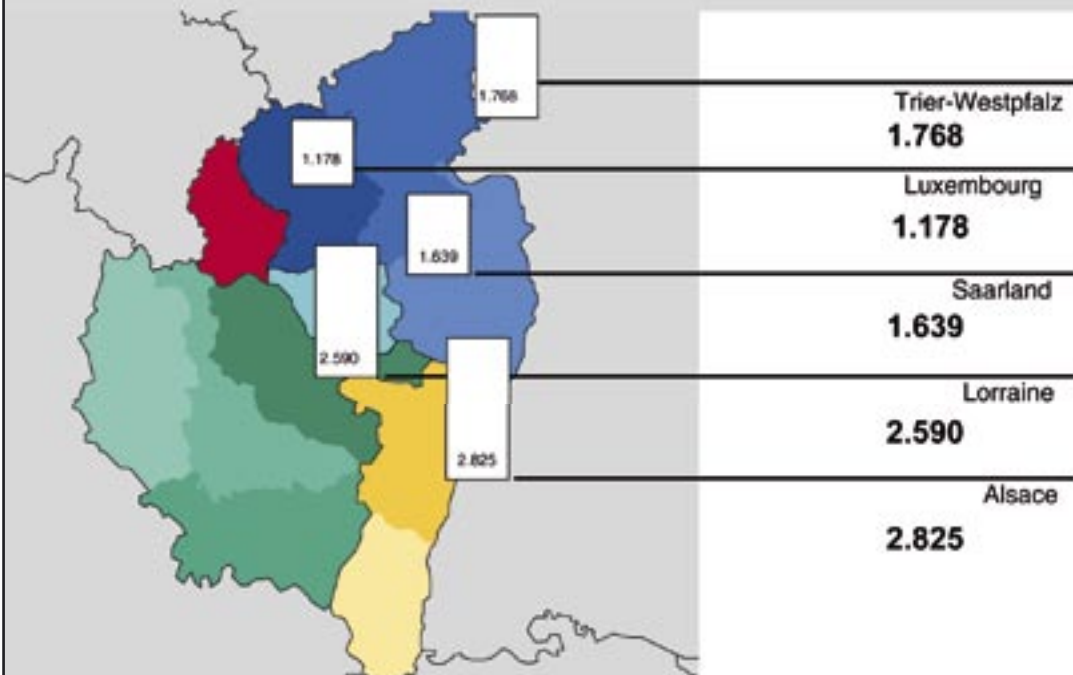 1.768
Trier-Westpfalz
1.768
1.178
Luxembourg
1.178
1.639
Saarland
1.639
2.590
Lorraine
2.590
2.825
Alsace
2.825